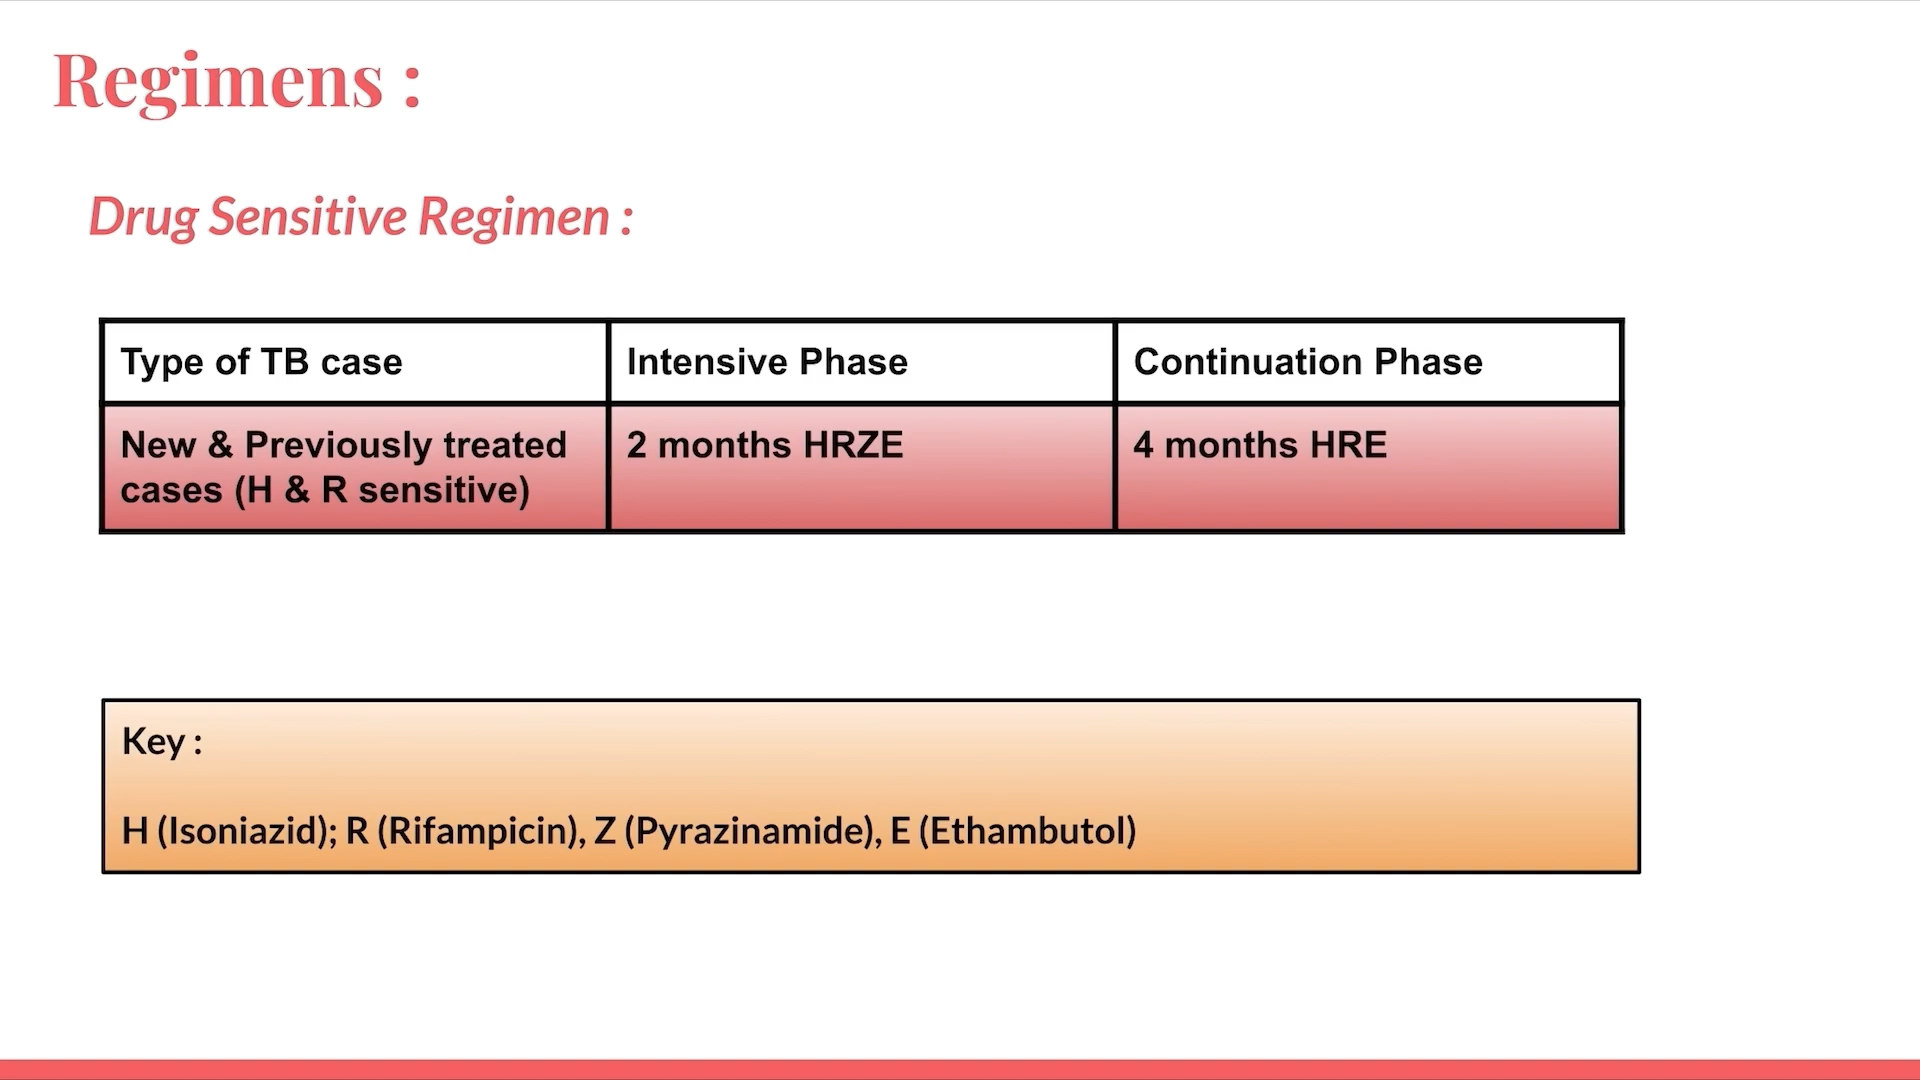 Regimens :
Drug Sensitive Regimen :
Type of TB case
Intensive Phase
Continuation Phase
New & Previously treated
cases (H & R sensitive)
2 months HRZE
4 months HRE
Key :
H (Isoniazid); R (Rifampicin), Z (Pyrazinamide), E (Ethambutol)